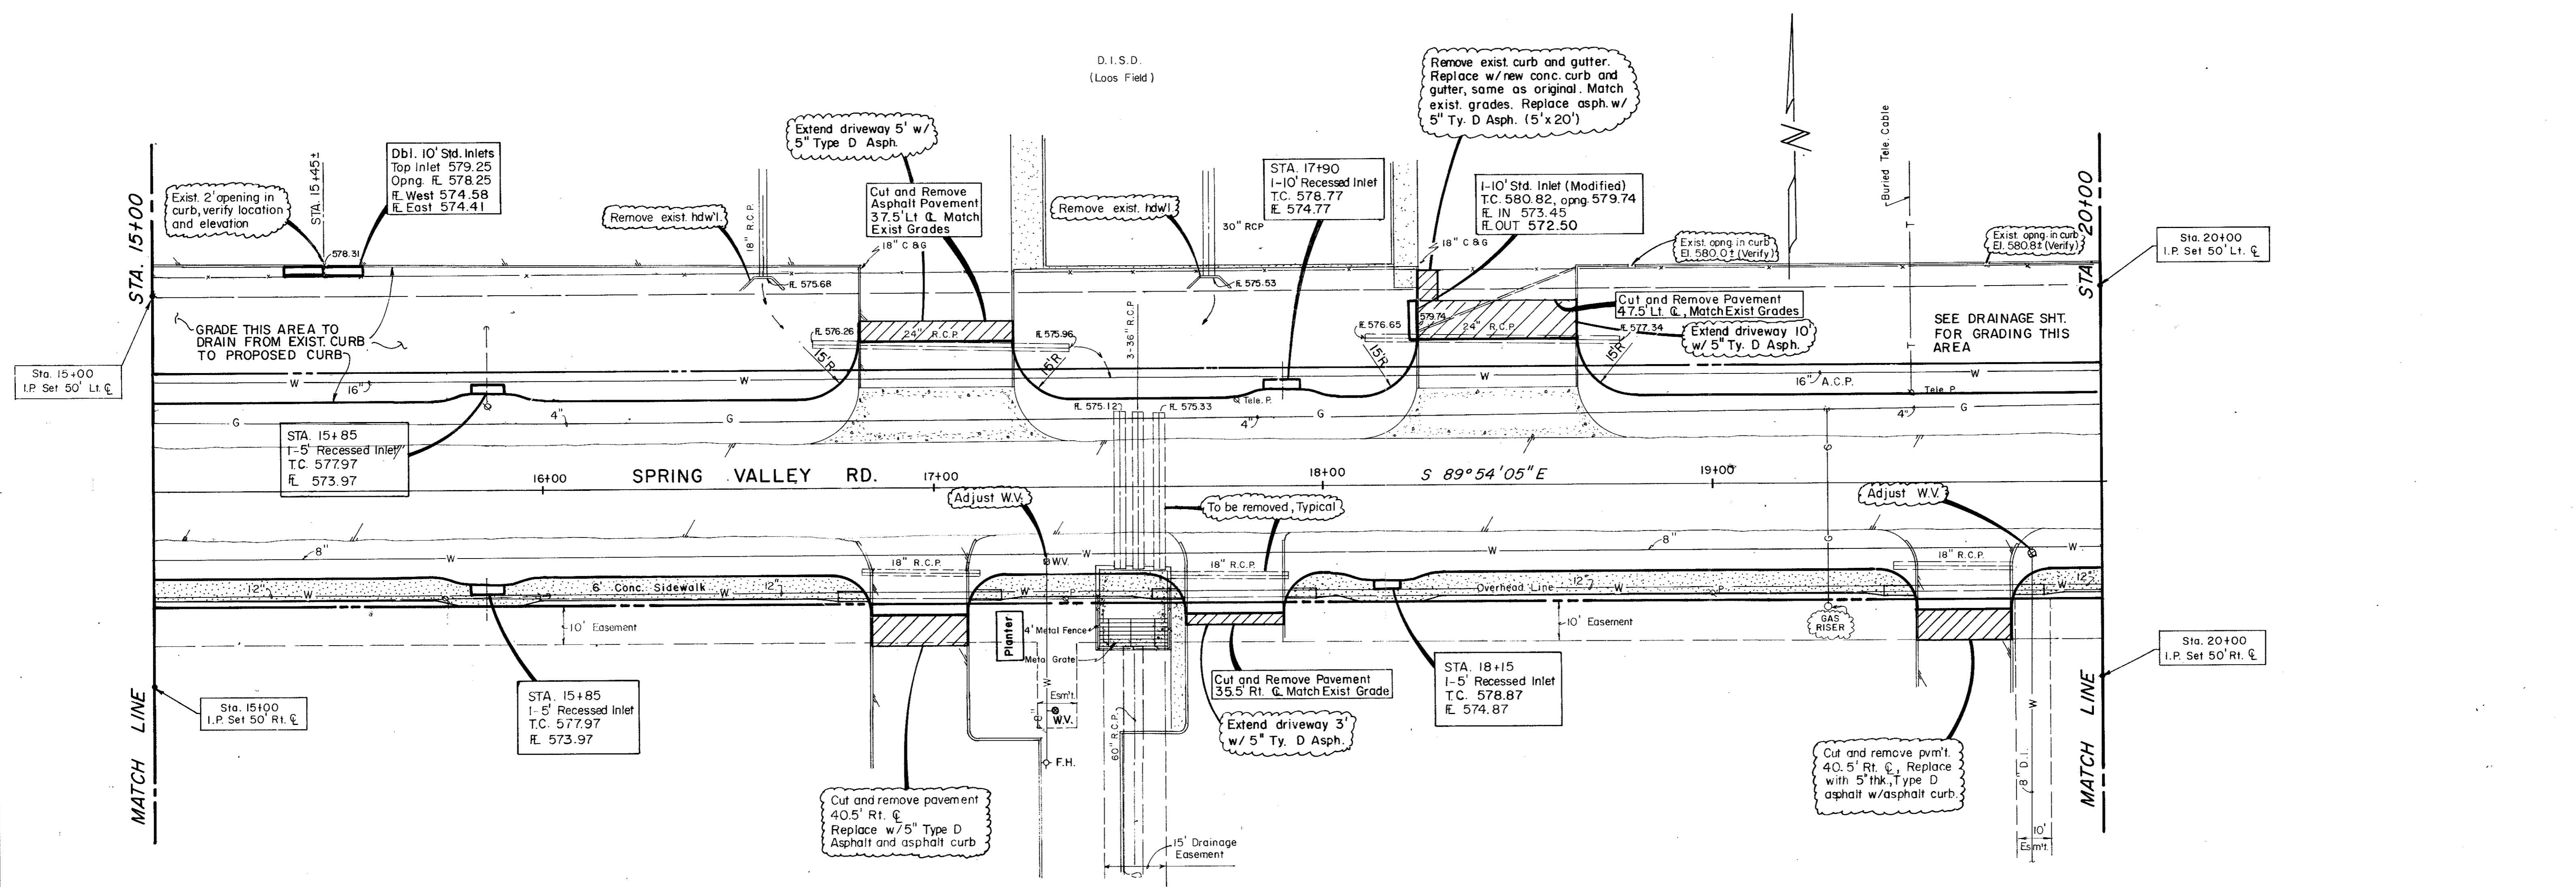 D.I.S.D.
(Loos Field)
Remove exist. curb and gutter.
Replace w/new conc. curb and
gutter, same as original. Match
exist. grades. Replace asph. w/
5" Ty. D Asph. (5'x20')
Extend driveway 5' w/
5" Type D Asph.
STA. 15+00
Exist. 2' opening in
curb, verify location
and elevation
STA. 15+45±
Dbl. 10' Std. Inlets
Top Inlet 579.25
Opng. FL 578.25
FL West 574.58
FL East 574.41
578.31
Remove exist. hdw'l.
18" R.C.P.
FL 575.68
Cut and Remove
Asphalt Pavement
37.5' Lt ℄ Match
Exist Grades
18" C & G
Remove exist. hdw'l.
30" RCP
FL 575.53
STA. 17+90
1-10' Recessed Inlet
T.C. 578.77
FL 574.77
1-10' Std. Inlet (Modified)
T.C. 580.82, opng. 579.74
FL IN 573.45
FL OUT 572.50
18" C & G
Exist. opng. in curb
El. 580.0± (Verify)
Buried Tele. Cable
T
T
Exist. opng. in curb
El. 580.8± (Verify)
STA. 20+00
Sta. 20+00
I.P. Set 50' Lt. ℄
GRADE THIS AREA TO
DRAIN FROM EXIST. CURB
TO PROPOSED CURB
FL 576.26
24" R.C.P.
FL 575.96
3-36" R.C.P.
FL 576.65
579.74
24" R.C.P.
FL 577.34
Cut and Remove Pavement
47.5' Lt. ℄, Match Exist Grades
Extend driveway 10'
w/ 5" Ty. D Asph.
SEE DRAINAGE SHT.
FOR GRADING THIS
AREA
15'R
15'R
15'R
15'R
Sta. 15+00
I.P. Set 50' Lt. ℄
W
16"
W
W
16" A.C.P.
W
Tele. P.
FL 575.12
FL 575.33
Tele. P.
G
4"
G
4"
G
4"
G
STA. 15+85
1-5' Recessed Inlet
T.C. 577.97
FL 573.97
16+00
SPRING VALLEY RD.
17+00
18+00
S 89°54'05"E
19+00
G
G
Adjust W.V.
To be removed, Typical
Adjust W.V.
8"
W
18" R.C.P.
W.V.
W
18" R.C.P.
W
8"
18" R.C.P.
W
12"
6' Conc. Sidewalk
W
12"
W
P
W
Overhead Line
12"
W
P
W
12"
10' Easement
Planter
4' Metal Fence
Metal Grate
10' Easement
GAS
RISER
Sta. 20+00
I.P. Set 50' Rt. ℄
STA. 15+85
1-5' Recessed Inlet
T.C. 577.97
FL 573.97
W
Esm't.
8"
W.V.
F.H.
60" R.C.P.
Cut and Remove Pavement
35.5' Rt. ℄ Match Exist Grade
Extend driveway 3'
w/ 5" Ty. D Asph.
STA. 18+15
1-5' Recessed Inlet
T.C. 578.87
FL 574.87
Sta. 15+00
I.P. Set 50' Rt. ℄
MATCH LINE
Cut and remove pavement
40.5' Rt. ℄
Replace w/5" Type D
Asphalt and asphalt curb
15' Drainage
Easement
Cut and remove pvm't.
40.5' Rt. ℄, Replace
with 5" thk., Type D
asphalt w/asphalt curb.
W
8" D.I.
10'
Esm't.
MATCH LINE